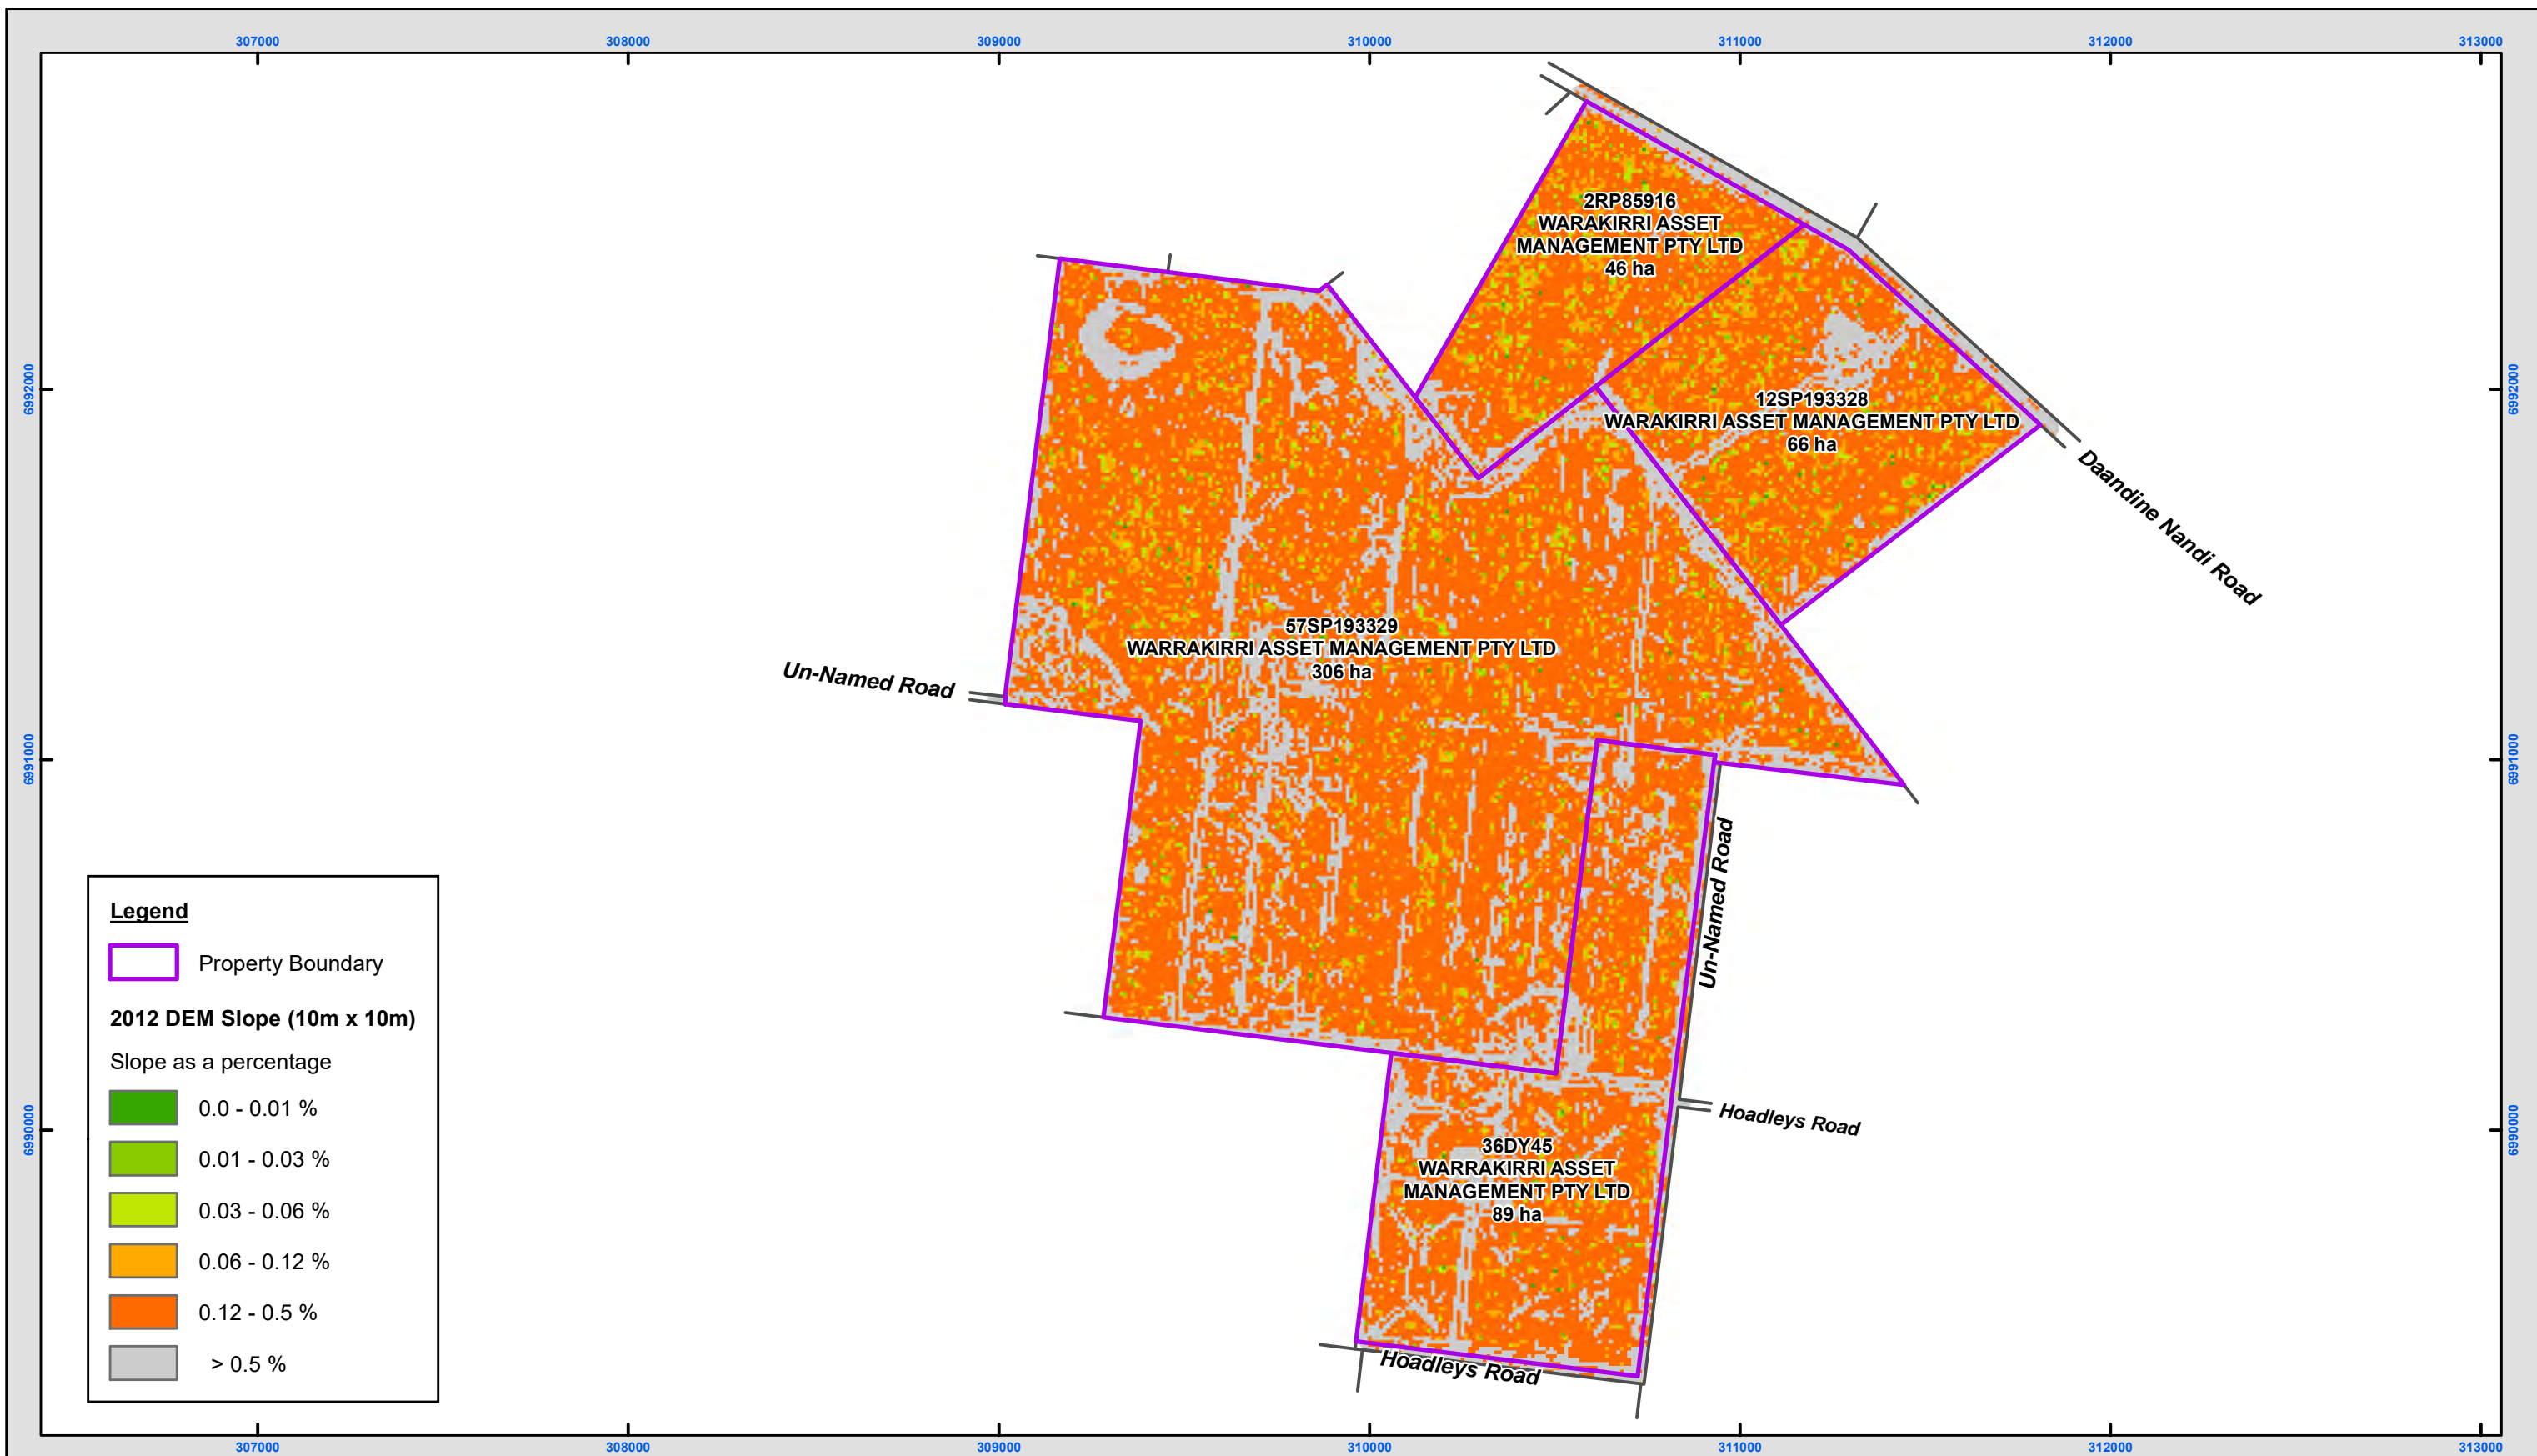 307000
308000
309000
310000
311000
312000
313000
2RP85916
WARAKIRRI ASSET
MANAGEMENT PTY LTD
46 ha
6992000
6992000
12SP193328
WARAKIRRI ASSET MANAGEMENT PTY LTD
66 ha
Daandine Nandi Road
57SP193329
WARRAKIRRI ASSET MANAGEMENT PTY LTD
306 ha
Un-Named Road
6991000
6991000
Un-Named Road
Legend
Property Boundary
2012 DEM Slope (10m x 10m)
Slope as a percentage
0.0 - 0.01 %
0.01 - 0.03 %
0.03 - 0.06 %
0.06 - 0.12 %
0.12 - 0.5 %
> 0.5 %
6990000
6990000
Hoadleys Road
36DY45
WARRAKIRRI ASSET
MANAGEMENT PTY LTD
89 ha
Hoadleys Road
307000
308000
309000
310000
311000
312000
313000